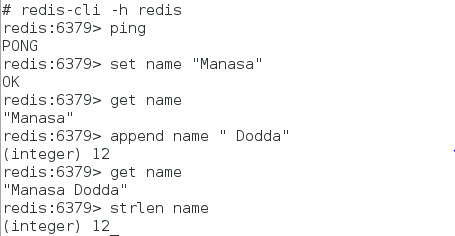 # redis-cli -h redis
redis:6379> ping
PONG
redis:6379> set name "Manasa"
OK
redis:6379> get name
"Manasa"
redis:6379> append name " Dodda"
(integer) 12
redis:6379> get name
"Manasa Dodda"
redis:6379> strlen name
(integer) 12_